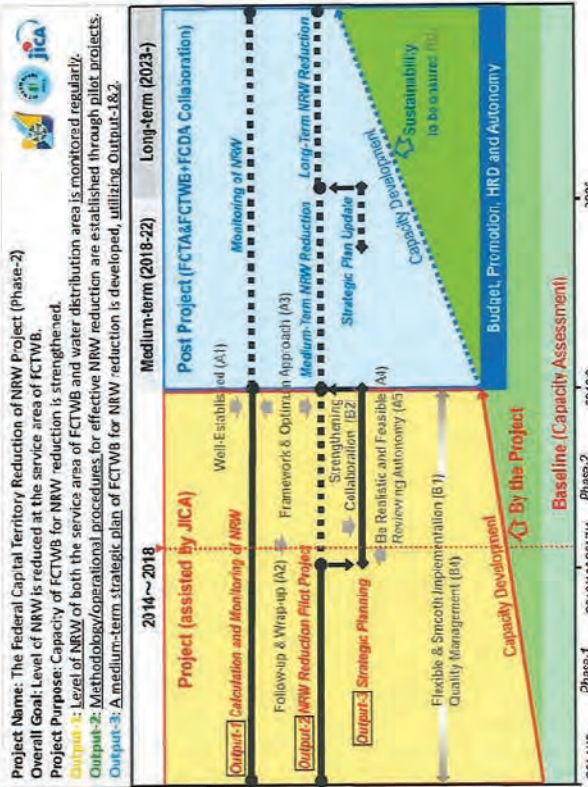 Project Name: The Federal Capital Territory Reduction of NRW Project (Phase-2)
Overall Goal: Level of NRW is reduced at the service area of FCTWB.
Project Purpose: Capacity of FCTWB for NRW reduction is strengthened.
Output-1: Level of NRW of both the service area of FCTWB and water distribution area is monitored regularly.
Output-2: Methodology/operational procedures for effective NRW reduction are established through pilot projects.
Output-3: A medium-term strategic plan of FCTWB for NRW reduction is developed, utilizing Output-1&2.
jica
2014~2018
Medium-term (2018-22)
Long-term (2023-)
Project (assisted by JICA)
Post Project (FCTA&FCTWB+FCDA Collaboration)
Well-Established (A1)
Output-1 Calculation and Monitoring of NRW
Monitoring of NRW
Follow-up & Wrap-up (A2)
Framework & Optimum Approach (A3)
Output-2 NRW Reduction Pilot Project
Medium-Term NRW Reduction
Long-Term NRW Reduction
Strengthening
Collaboration (B2)
Strategic Plan Update
Output-3 Strategic Planning
Be Realistic and Feasible (A4)
Reviewing Autonomy (A5
Flexible & Smooth Implementation (B1)
Quality Management (B4)
Capacity Development
Capacity Development
Sustainability
to be ensured
By the Project
Budget, Promotion, HRD and Autonomy
Baseline (Capacity Assessment)
Phase-1
Phase-2